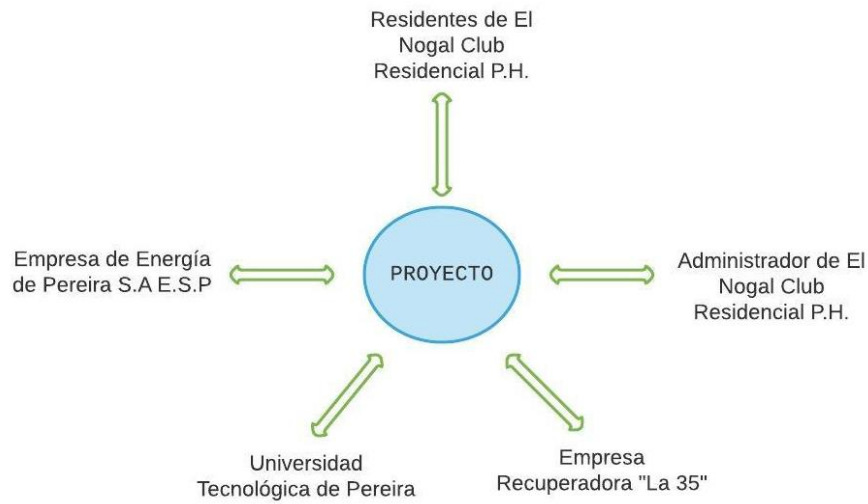 Residentes de El
Nogal Club
Residencial P.H.
Empresa de Energía
de Pereira S.A E.S.P
PROYECTO
Administrador de El
Nogal Club
Residencial P.H.
Universidad
Tecnológica de Pereira
Empresa
Recuperadora "La 35"